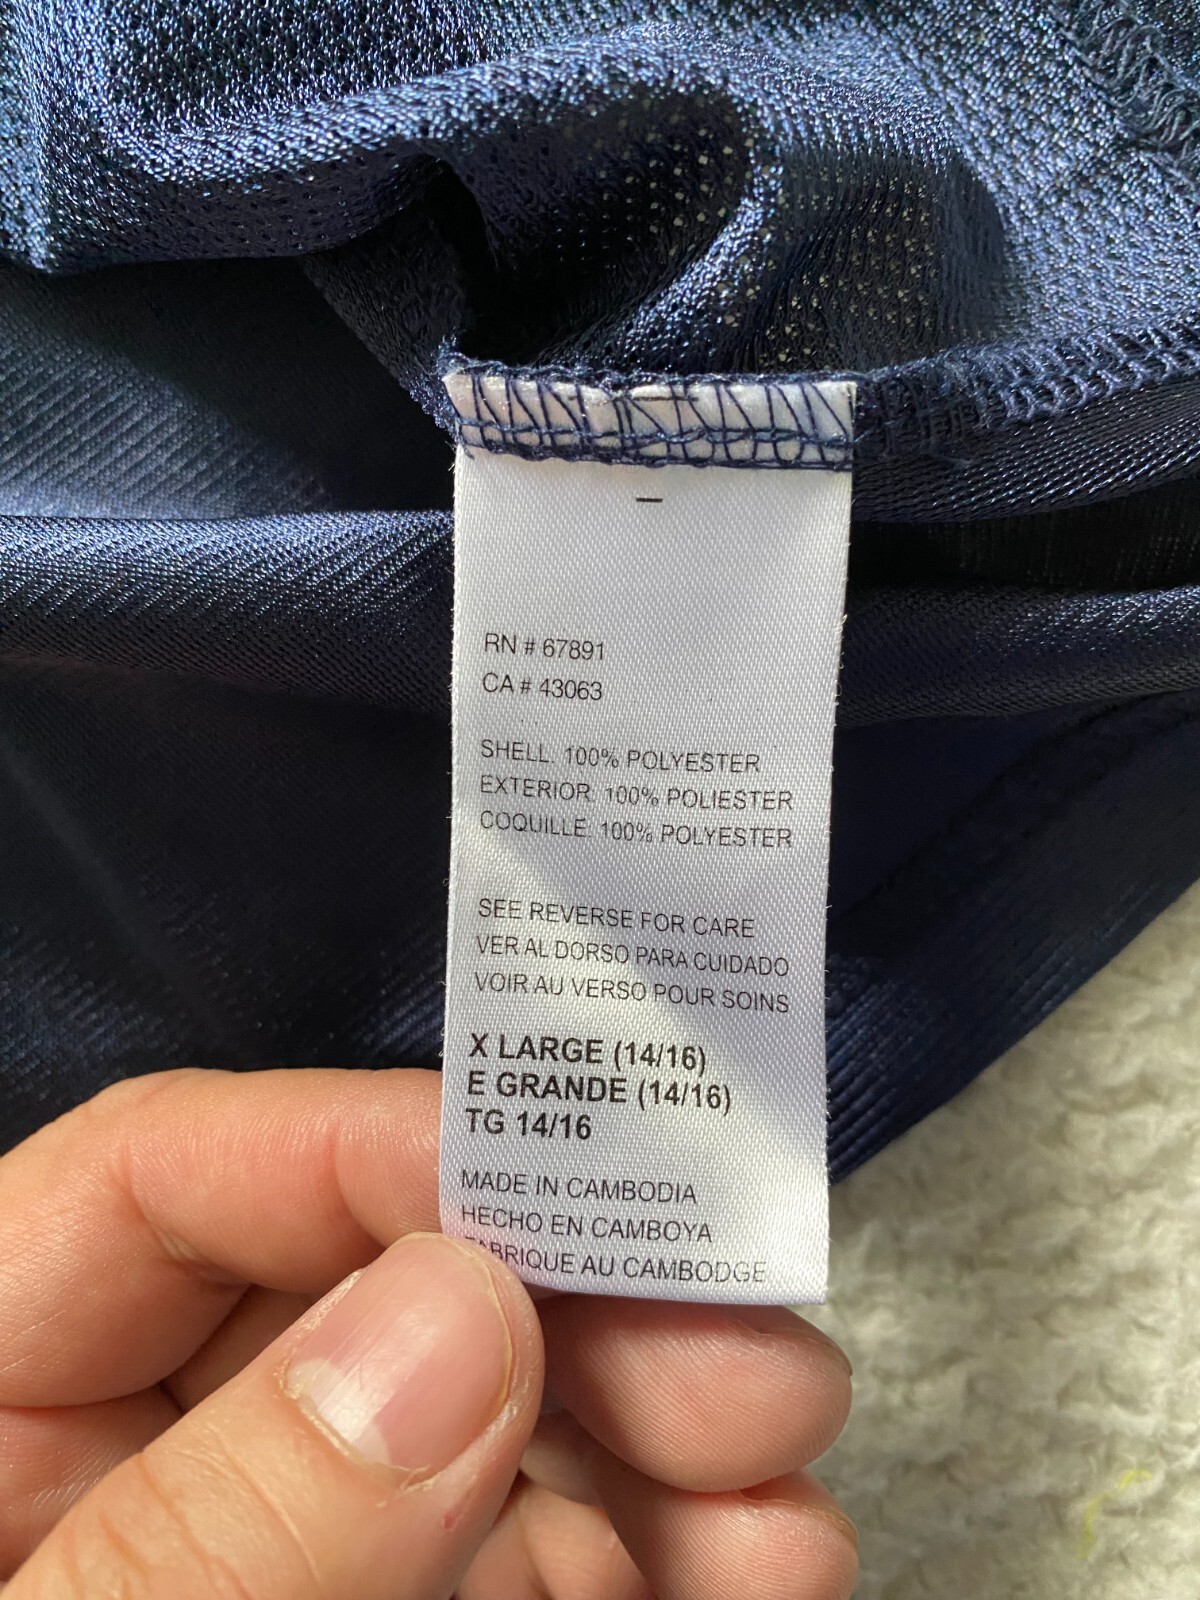 RN # 67891
CA # 43063
SHELL: 100% POLYESTER
EXTERIOR: 100% POLIESTER
COQUILLE: 100% POLYESTER
SEE REVERSE FOR CARE
VER AL DORSO PARA CUIDADO
VOIR AU VERSO POUR SOINS
X LARGE (14/16)
E GRANDE (14/16)
TG 14/16
MADE IN CAMBODIA
HECHO EN CAMBOYA
FABRIQUE AU CAMBODGE